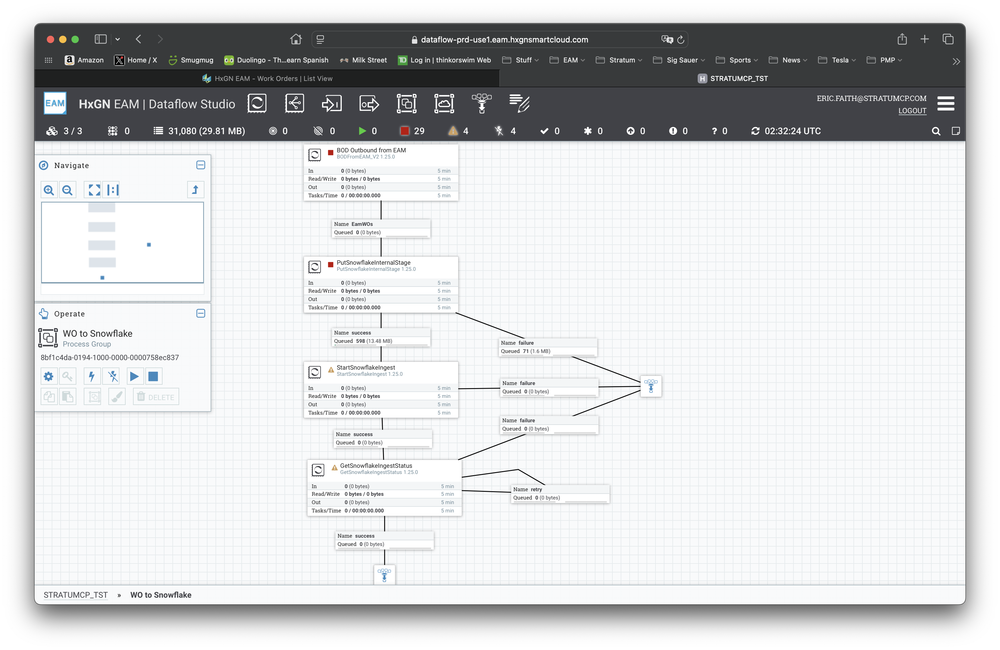 dataflow-prd-use1.eam.hxgnsmartcloud.com
Amazon
Home / X
Smugmug
Duolingo - Th...earn Spanish
Milk Street
TD Log in | thinkorswim Web
Stuff
EAM
Stratum
Sig Sauer
Sports
News
Tesla
PMP
HxGN EAM - Work Orders | List View
H STRATUMCP_TST
EAM
HxGN EAM | Dataflow Studio
ERIC.FAITH@STRATUMCP.COM
LOGOUT
3 / 3
0
31,080 (29.81 MB)
0
0
0
29
4
4
0
0
0
0
? 0
02:32:24 UTC
Navigate
Operate
WO to Snowflake
Process Group
8bf1c4da-0194-1000-0000-0000758ec837
DELETE
BOD Outbound from EAM
BODFromEAM_V2 1.25.0
In 0 (0 bytes) 5 min
Read/Write 0 bytes / 0 bytes 5 min
Out 0 (0 bytes) 5 min
Tasks/Time 0 / 00:00:00.000 5 min
Name EamWOs
Queued 0 (0 bytes)
PutSnowflakeInternalStage
PutSnowflakeInternalStage 1.25.0
In 0 (0 bytes) 5 min
Read/Write 0 bytes / 0 bytes 5 min
Out 0 (0 bytes) 5 min
Tasks/Time 0 / 00:00:00.000 5 min
Name success
Queued 598 (13.48 MB)
Name failure
Queued 71 (1.6 MB)
StartSnowflakeIngest
StartSnowflakeIngest 1.25.0
In 0 (0 bytes) 5 min
Read/Write 0 bytes / 0 bytes 5 min
Out 0 (0 bytes) 5 min
Tasks/Time 0 / 00:00:00.000 5 min
Name failure
Queued 0 (0 bytes)
Name failure
Queued 0 (0 bytes)
Name success
Queued 0 (0 bytes)
GetSnowflakeIngestStatus
GetSnowflakeIngestStatus 1.25.0
In 0 (0 bytes) 5 min
Read/Write 0 bytes / 0 bytes 5 min
Out 0 (0 bytes) 5 min
Tasks/Time 0 / 00:00:00.000 5 min
Name retry
Queued 0 (0 bytes)
Name success
Queued 0 (0 bytes)
STRATUMCP_TST » WO to Snowflake